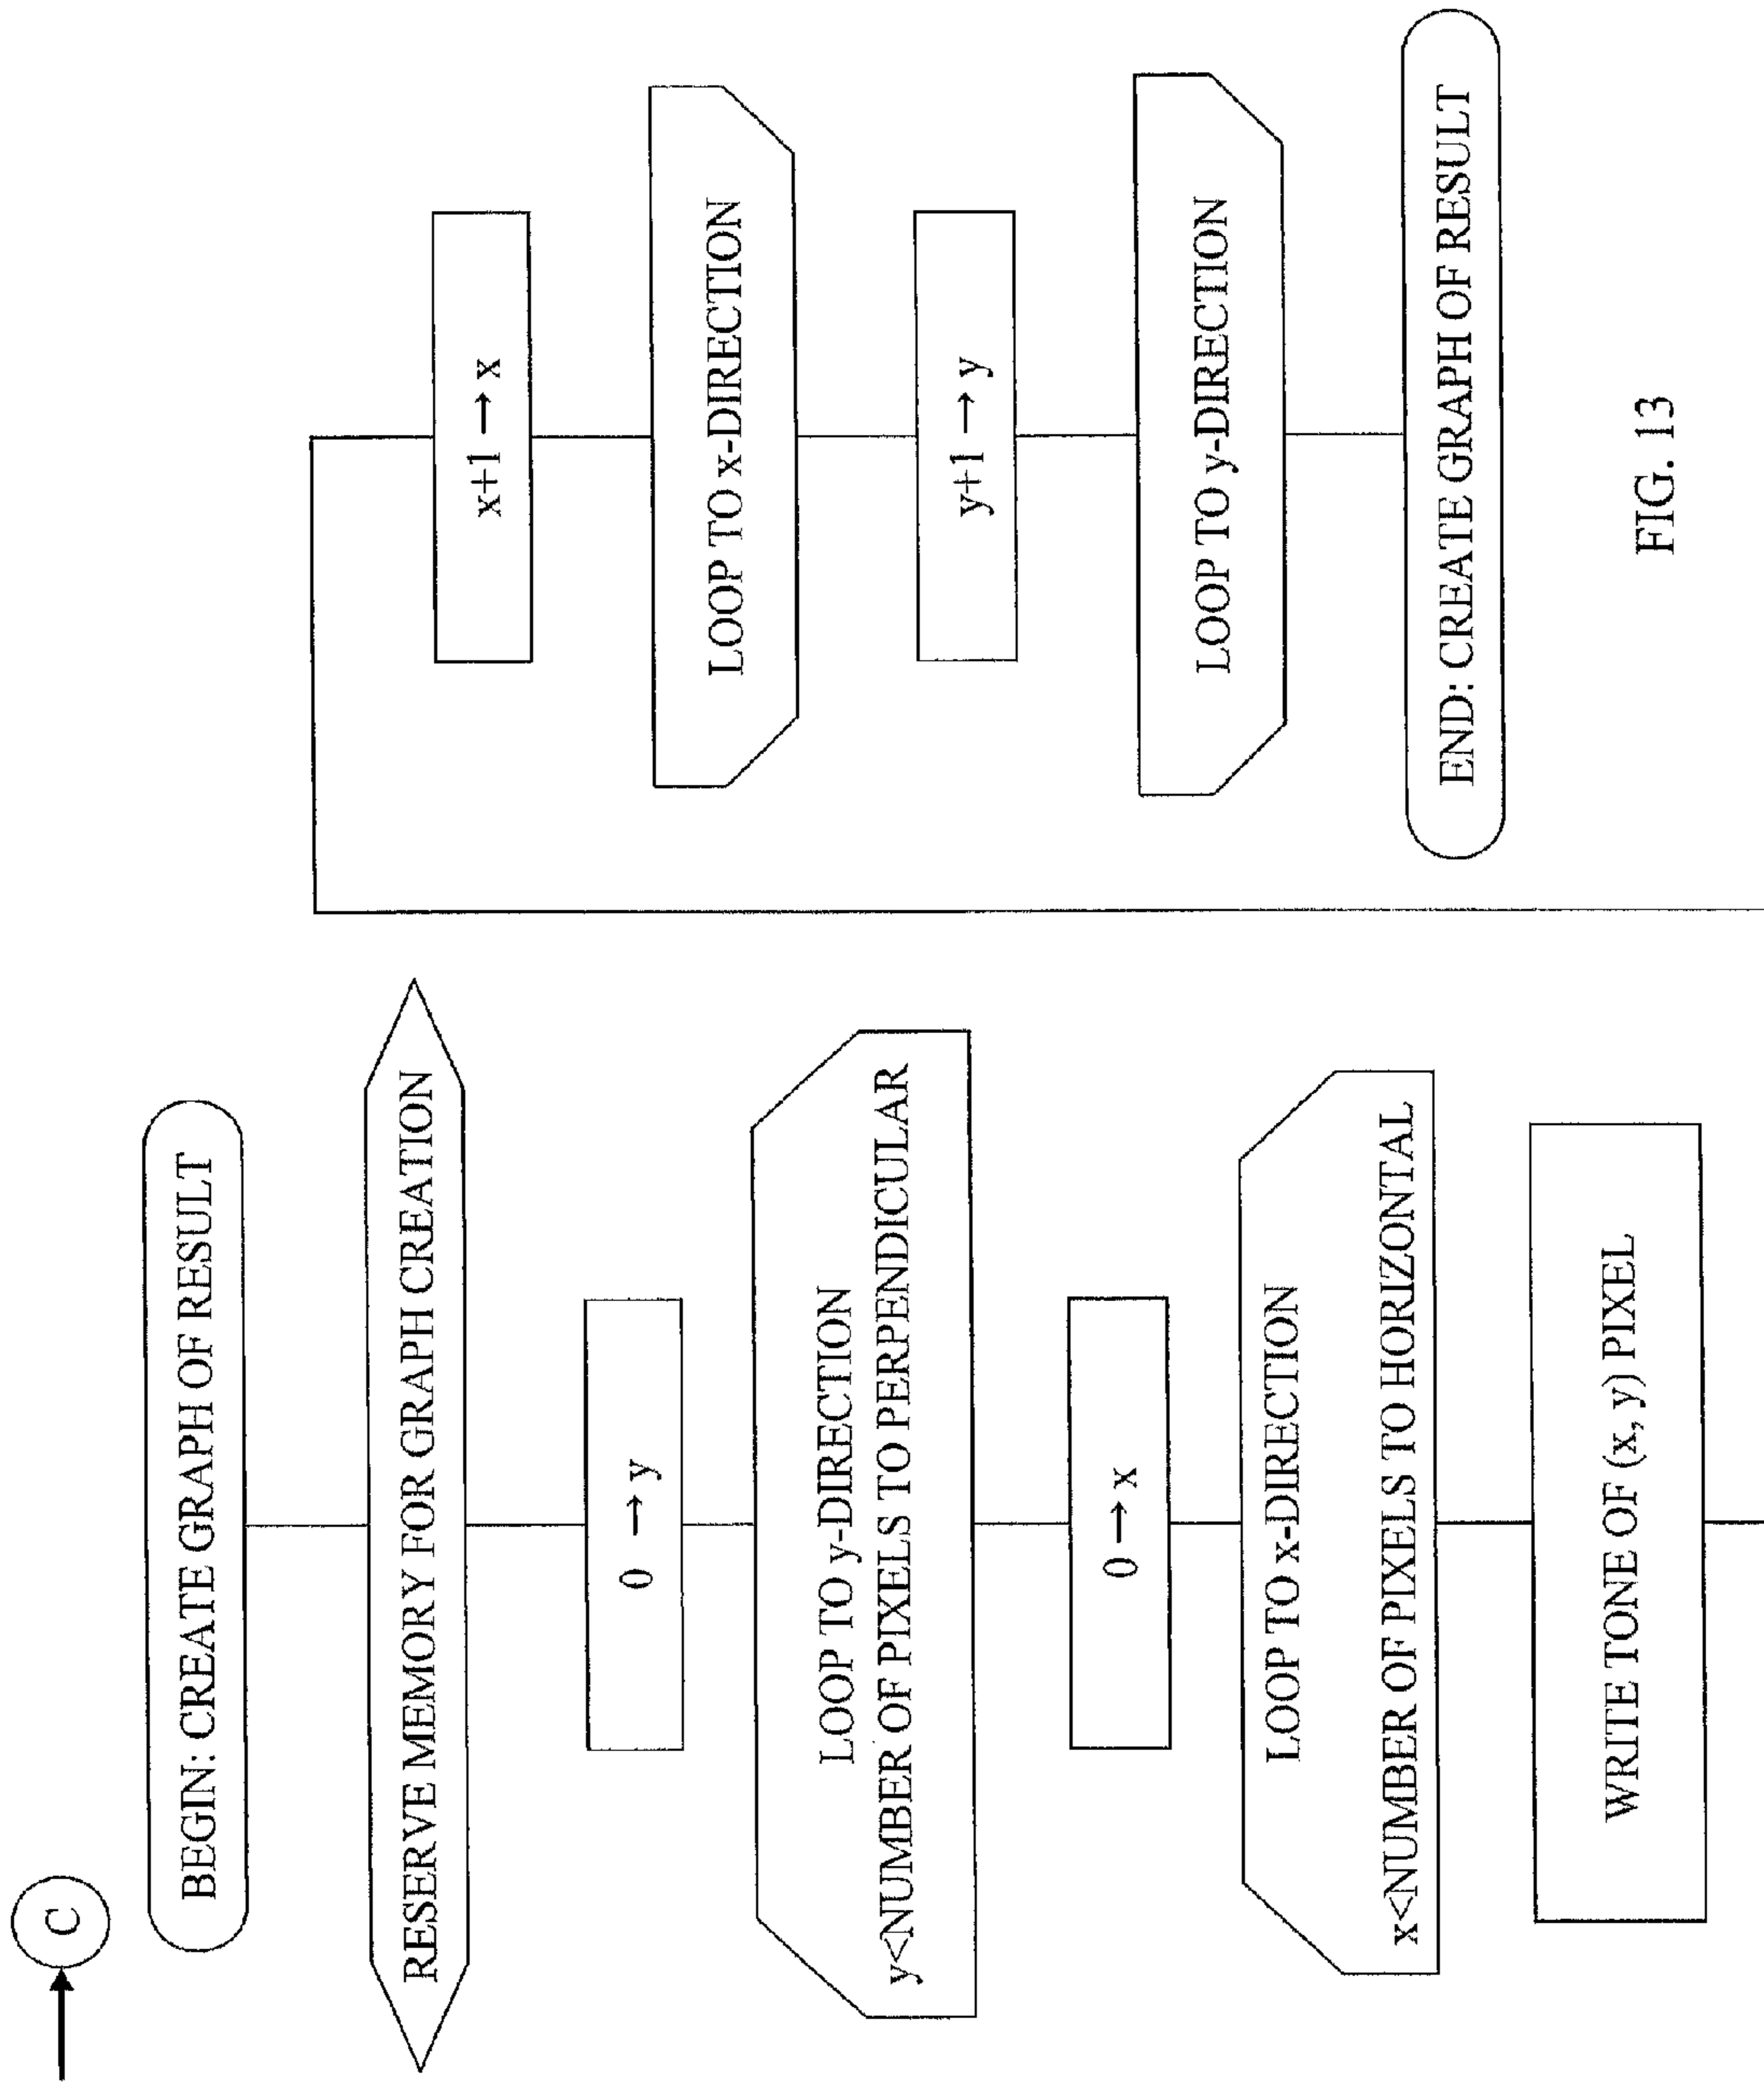 C
BEGIN: CREATE GRAPH OF RESULT
RESERVE MEMORY FOR GRAPH CREATION
0 → y
LOOP TO y-DIRECTION
y<NUMBER OF PIXELS TO PERPENDICULAR
0 → x
LOOP TO x-DIRECTION
x<NUMBER OF PIXELS TO HORIZONTAL
WRITE TONE OF (x, y) PIXEL
x+1 → x
LOOP TO x-DIRECTION
y+1 → y
LOOP TO y-DIRECTION
END: CREATE GRAPH OF RESULT
FIG. 13